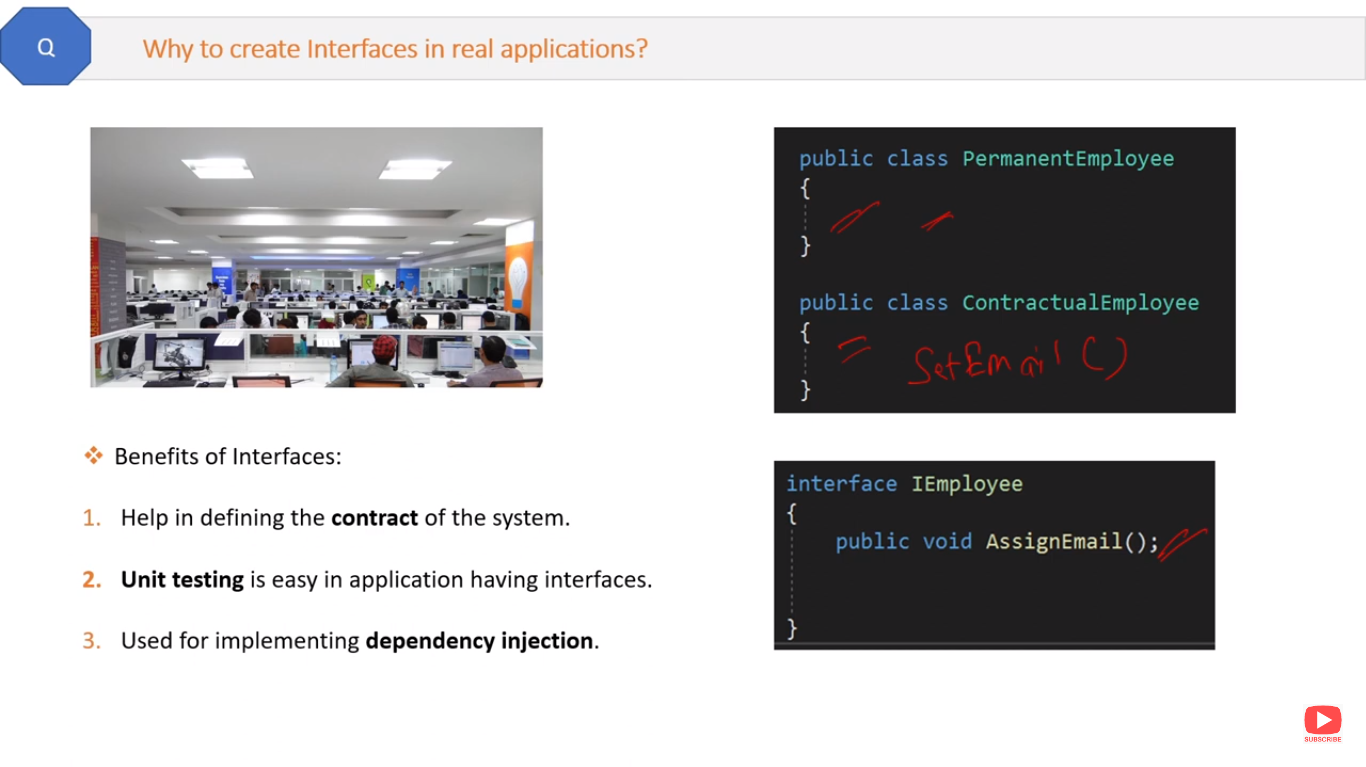 Q
Why to create Interfaces in real applications?
public class PermanentEmployee
{
}
public class ContractualEmployee
{
SetEmail()
}
❖ Benefits of Interfaces:
1. Help in defining the contract of the system.
2. Unit testing is easy in application having interfaces.
3. Used for implementing dependency injection.
interface IEmployee
{
public void AssignEmail();
}
SUBSCRIBE